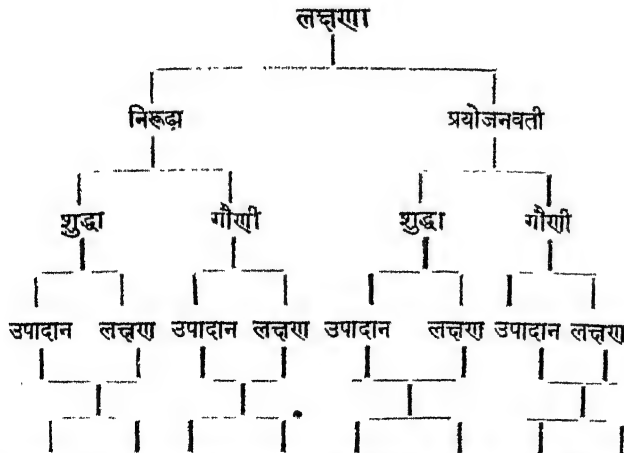 लक्षणा
निरूढ़ा प्रयोजनवती
शुद्धा गौणी शुद्धा गौणी
उपादान लक्षण उपादान लक्षण उपादान लक्षण उपादान लक्षण